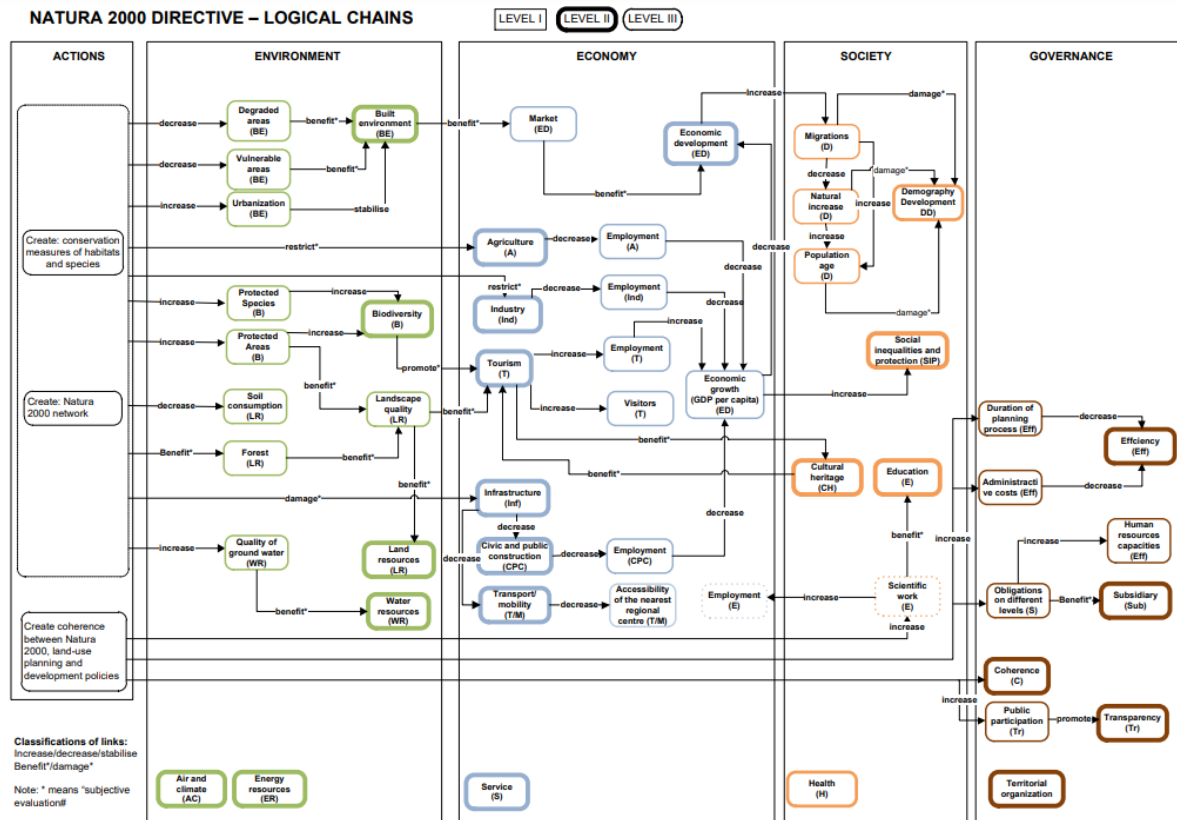 NATURA 2000 DIRECTIVE – LOGICAL CHAINS
LEVEL I
LEVEL II
LEVEL III
ACTIONS
ENVIRONMENT
ECONOMY
SOCIETY
GOVERNANCE
Create: conservation
measures of habitats
and species
Create: Natura
2000 network
Create coherence
between Natura
2000, land-use
planning and
development policies
decrease
Degraded
areas
(BE)
benefit*
Built
environment
(BE)
decrease
Vulnerable
areas
(BE)
benefit*
increase
Urbanization
(BE)
stabilise
restrict*
restrict*
increase
Protected
Species
(B)
increase
Biodiversity
(B)
increase
Protected
Areas
(B)
increase
benefit*
promote*
decrease
Soil
consumption
(LR)
Landscape
quality
(LR)
benefit*
Benefit*
Forest
(LR)
benefit*
benefit*
damage*
increase
Quality of
ground water
(WR)
benefit*
Land
resources
(LR)
Water
resources
(WR)
benefit*
Market
(ED)
benefit*
Economic
development
(ED)
Increase
Agriculture
(A)
decrease
Employment
(A)
decrease
decrease
Industry
(Ind)
decrease
Employment
(Ind)
decrease
Tourism
(T)
increase
Employment
(T)
increase
increase
Visitors
(T)
Economic
growth
(GDP per capita)
(ED)
increase
benefit*
benefit*
Infrastructure
(Inf)
decrease
decrease
Civic and public
construction
(CPC)
decrease
Employment
(CPC)
decrease
Transport/
mobility
(T/M)
decrease
Accessibility
of the nearest
regional
centre (T/M)
Employment
(E)
increase
Migrations
(D)
damage*
decrease
increase
Natural
increase
(D)
damage*
Demography
Development
DD)
increase
Population
age
(D)
damage*
Social
inequalities and
protection (SIP)
Cultural
heritage
(CH)
Education
(E)
benefit*
Scientific
work
(E)
increase
increase
Duration of
planning
process (Eff)
decrease
Effciency
(Eff)
Administracti
ve costs (Eff)
decrease
Human
resources
capacities
(Eff)
increase
Obligations
on different
levels (S)
Benefit*
Subsidiary
(Sub)
Coherence
(C)
increase
Public
participation
(Tr)
promote
Transparency
(Tr)
Classifications of links:
Increase/decrease/stabilise
Benefit*/damage*
Note: * means "subjective
evaluation#
Air and
climate
(AC)
Energy
resources
(ER)
Service
(S)
Health
(H)
Territorial
organization